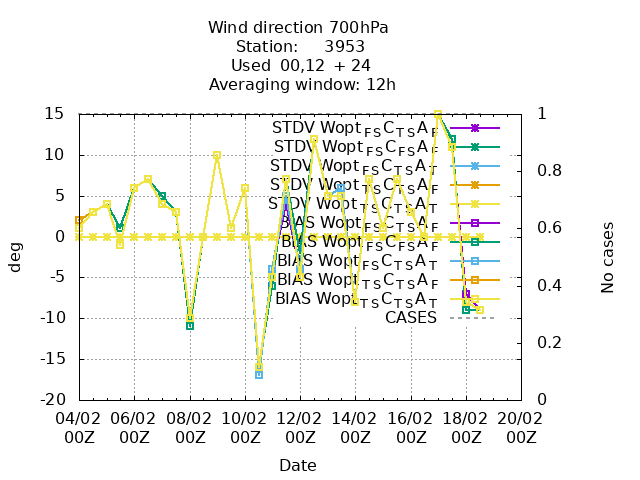 Wind direction 700hPa
Station: 3953
Used 00,12 + 24
Averaging window: 12h
15
10
5
0
-5
-10
-15
-20
deg
1
0.8
0.6
0.4
0.2
0
No cases
STDV Wopt FS C TS A F
STDV Wopt FS C FS A F
STDV Wopt FS C TS A T
STDV Wopt TS C TS A F
STDV Wopt TS C TS A T
BIAS Wopt FS C TS A F
BIAS Wopt FS C FS A F
BIAS Wopt FS C TS A T
BIAS Wopt TS C TS A F
BIAS Wopt TS C TS A T
CASES
04/02 06/02 08/02 10/02 12/02 14/02 16/02 18/02 20/02
00Z 00Z 00Z 00Z 00Z 00Z 00Z 00Z 00Z
Date